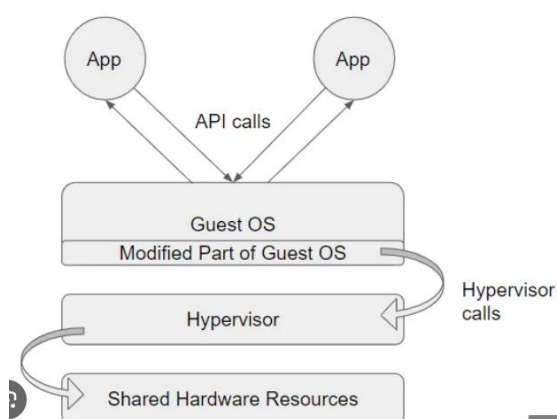 App
App
API calls
Guest OS
Modified Part of Guest OS
Hypervisor
calls
Hypervisor
Shared Hardware Resources